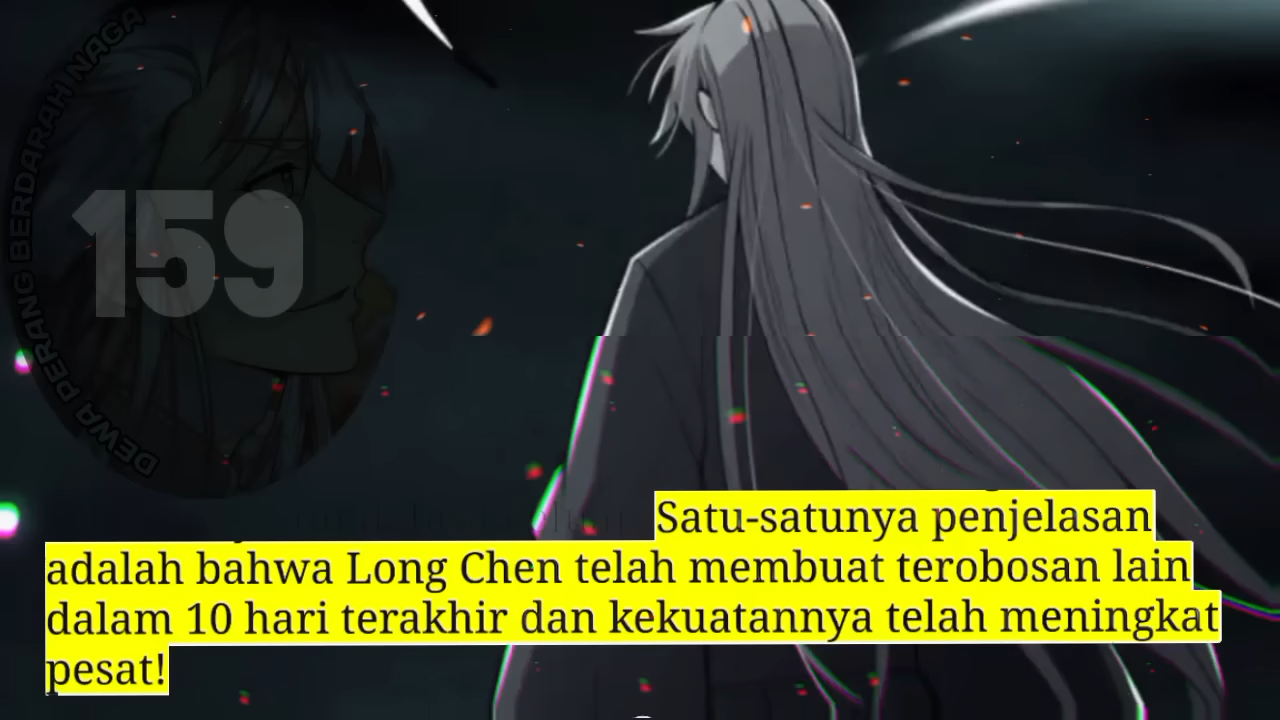 DEWA PERANG BERDARAH NAGA
159
Satu-satunya penjelasan
adalah bahwa Long Chen telah membuat terobosan lain
dalam 10 hari terakhir dan kekuatannya telah meningkat
pesat!